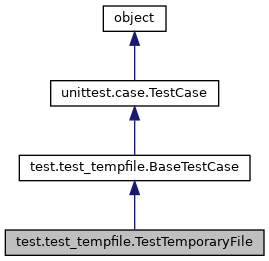 object
unittest.case.TestCase
test.test_tempfile.BaseTestCase
test.test_tempfile.TestTemporaryFile